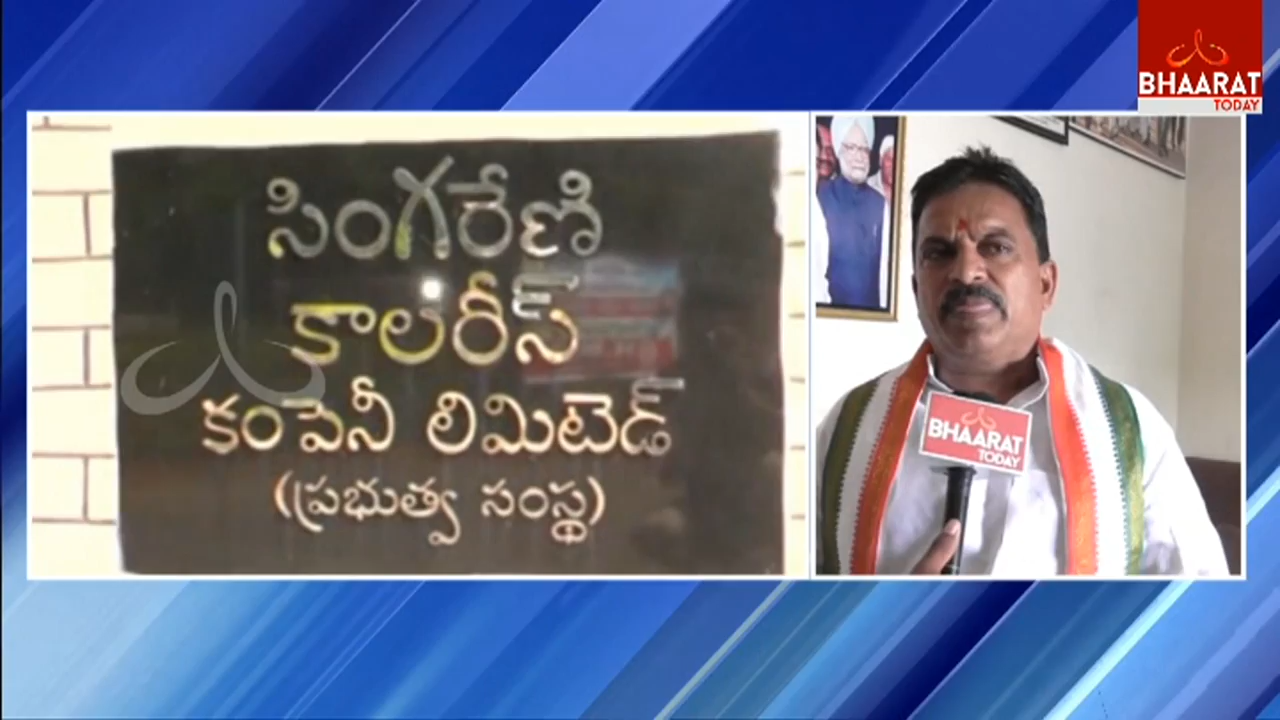 సింగరేణి
కాలరీస్
కంపెనీ లిమిటెడ్
(ప్రభుత్వ సంస్థ)
BHAARAT
TODAY
BHAARAT
TODAY